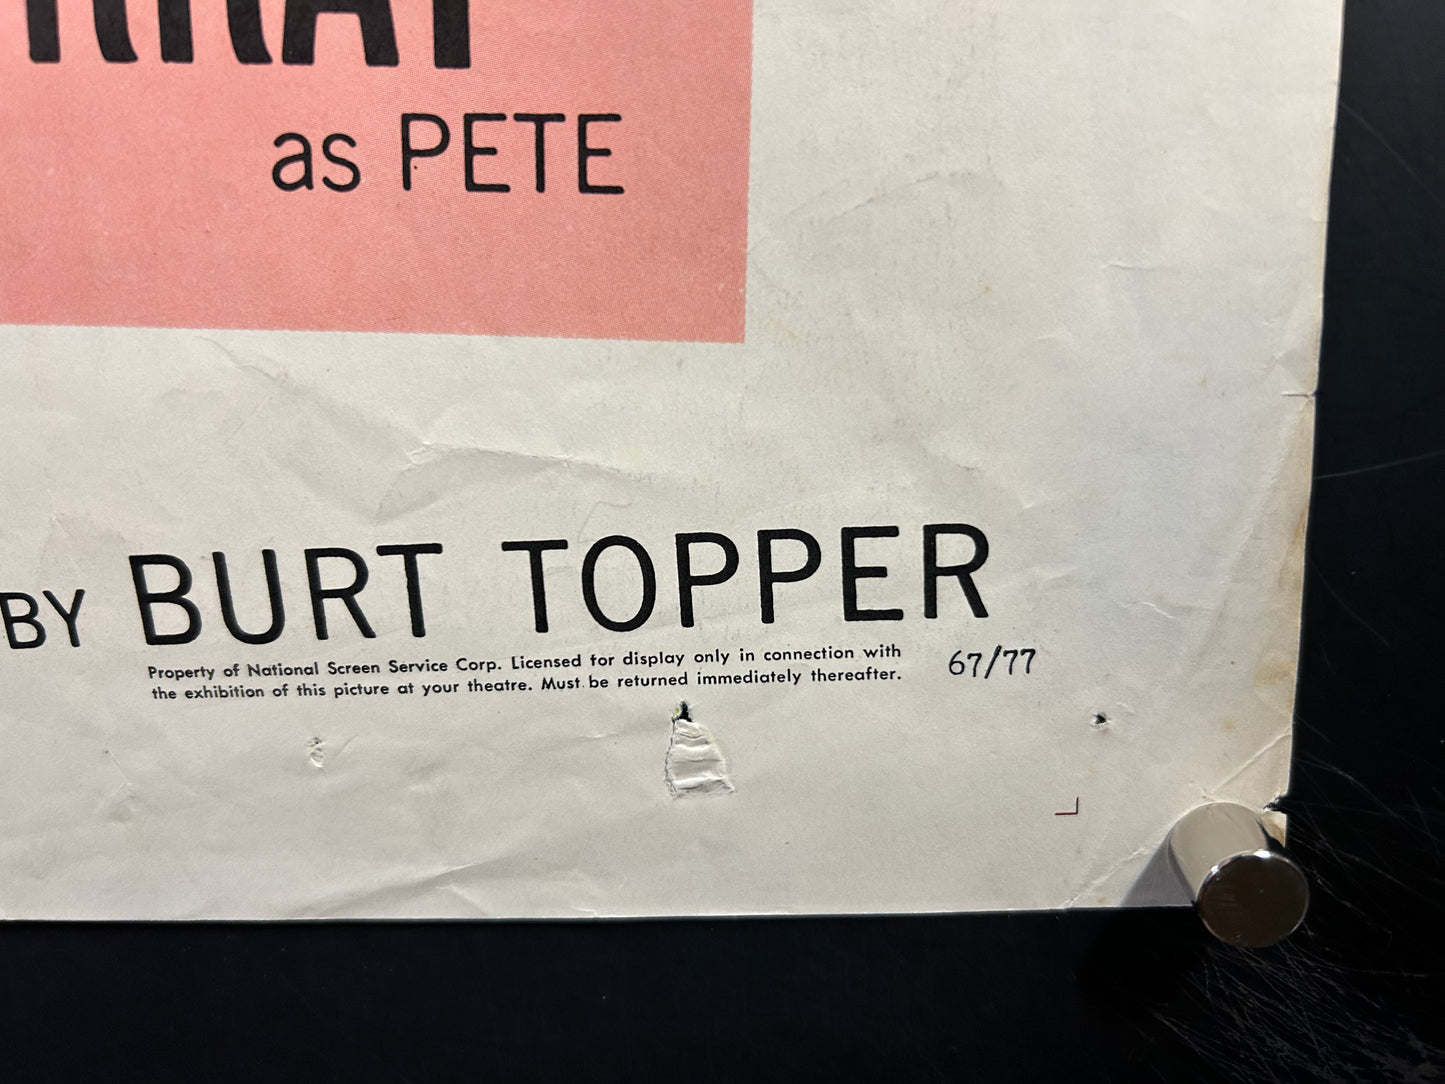 as PETE
BY BURT TOPPER
Property of National Screen Service Corp. Licensed for display only in connection with
the exhibition of this picture at your theatre. Must be returned immediately thereafter.
67/77